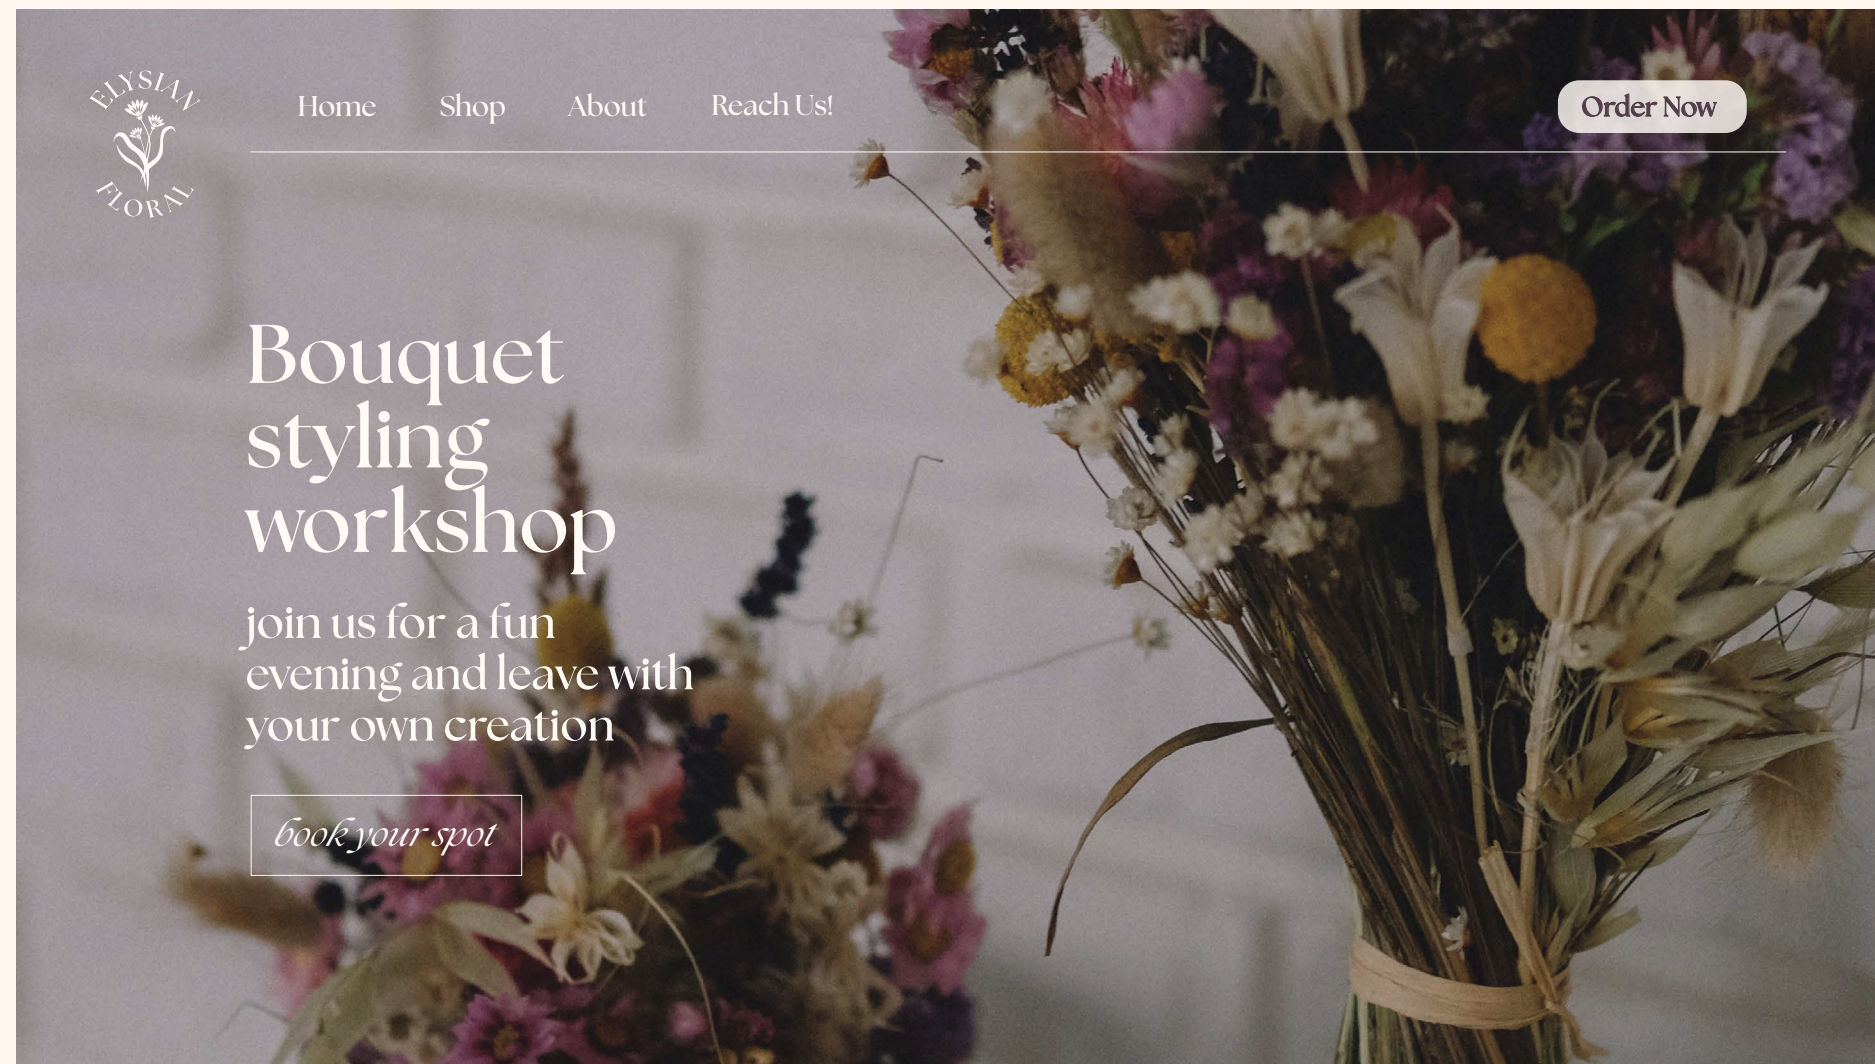 ELYSIAN
FLORAL
Home
Shop
About
Reach Us!
Order Now
Bouquet
styling
workshop
join us for a fun
evening and leave with
your own creation
book your spot